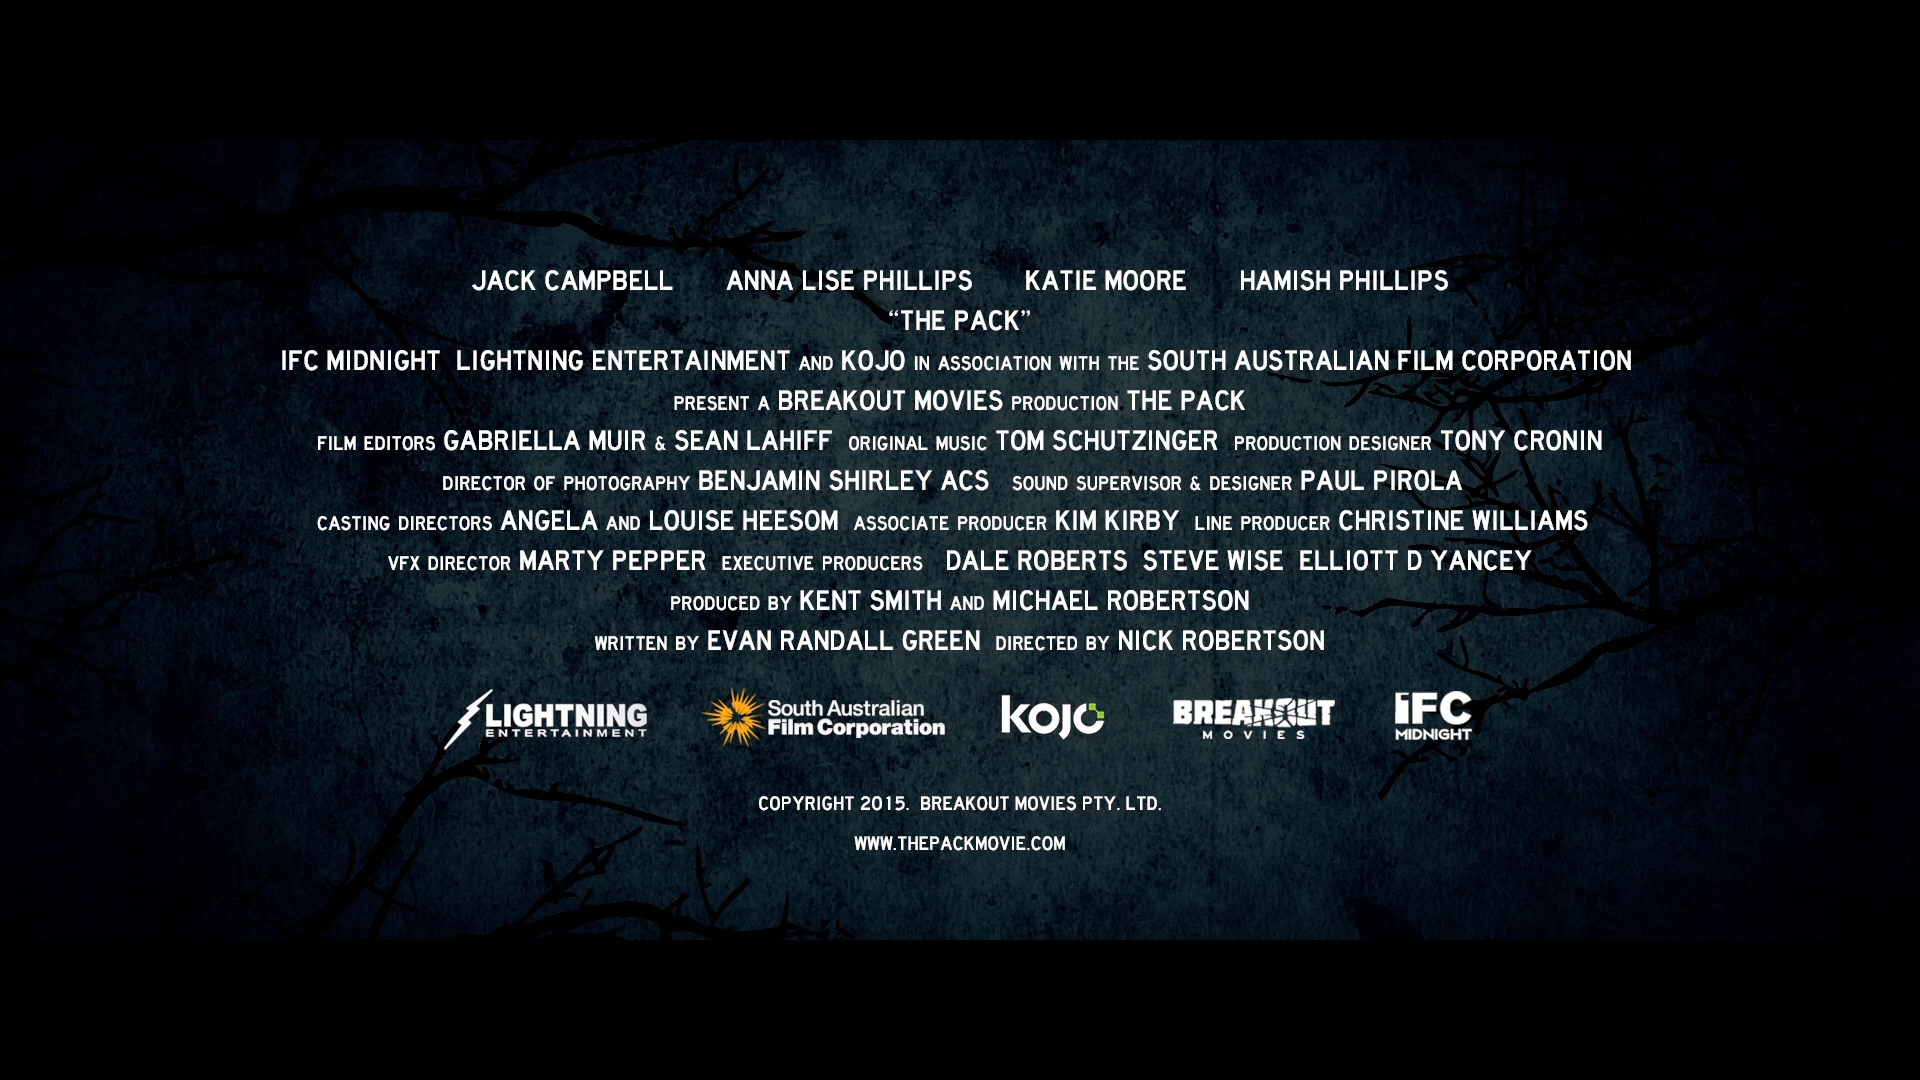 JACK CAMPBELL ANNA LISE PHILLIPS KATIE MOORE HAMISH PHILLIPS
“THE PACK”
IFC MIDNIGHT LIGHTNING ENTERTAINMENT AND KOJO IN ASSOCIATION WITH THE SOUTH AUSTRALIAN FILM CORPORATION
PRESENT A BREAKOUT MOVIES PRODUCTION THE PACK
FILM EDITORS GABRIELLA MUIR & SEAN LAHIFF ORIGINAL MUSIC TOM SCHUTZINGER PRODUCTION DESIGNER TONY CRONIN
DIRECTOR OF PHOTOGRAPHY BENJAMIN SHIRLEY ACS SOUND SUPERVISOR & DESIGNER PAUL PIROLA
CASTING DIRECTORS ANGELA AND LOUISE HEESOM ASSOCIATE PRODUCER KIM KIRBY LINE PRODUCER CHRISTINE WILLIAMS
VFX DIRECTOR MARTY PEPPER EXECUTIVE PRODUCERS DALE ROBERTS STEVE WISE ELLIOTT D YANCEY
PRODUCED BY KENT SMITH AND MICHAEL ROBERTSON
WRITTEN BY EVAN RANDALL GREEN DIRECTED BY NICK ROBERTSON
LIGHTNING
ENTERTAINMENT
South Australian
Film Corporation
kojo
BREAKOUT
MOVIES
IFC
MIDNIGHT
COPYRIGHT 2015. BREAKOUT MOVIES PTY. LTD.
WWW.THEPACKMOVIE.COM